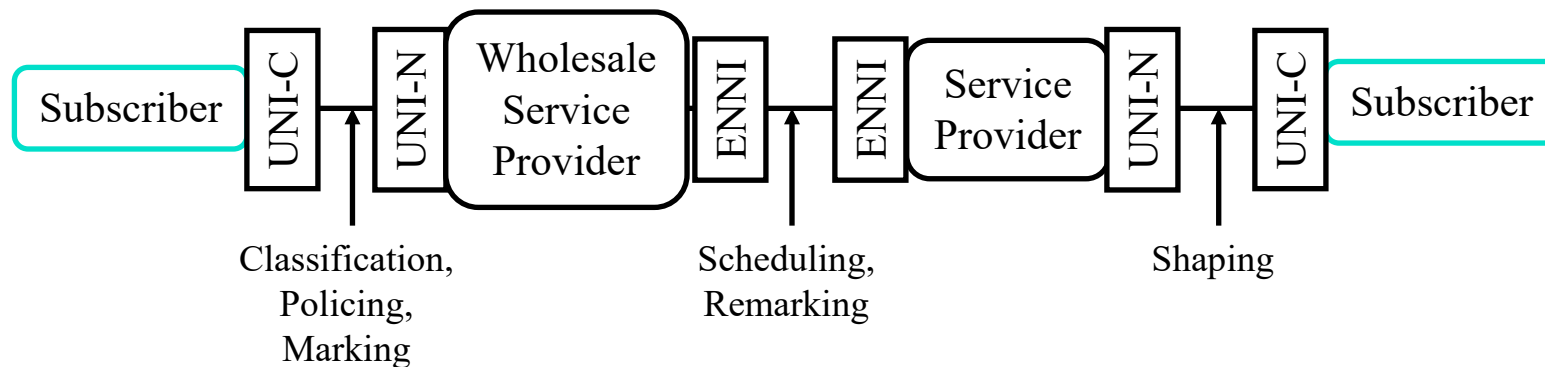 Subscriber
UNI-C
UNI-N
Wholesale
Service
Provider
ENNI
ENNI
Service
Provider
UNI-N
UNI-C
Subscriber
Classification,
Policing,
Marking
Scheduling,
Remarking
Shaping